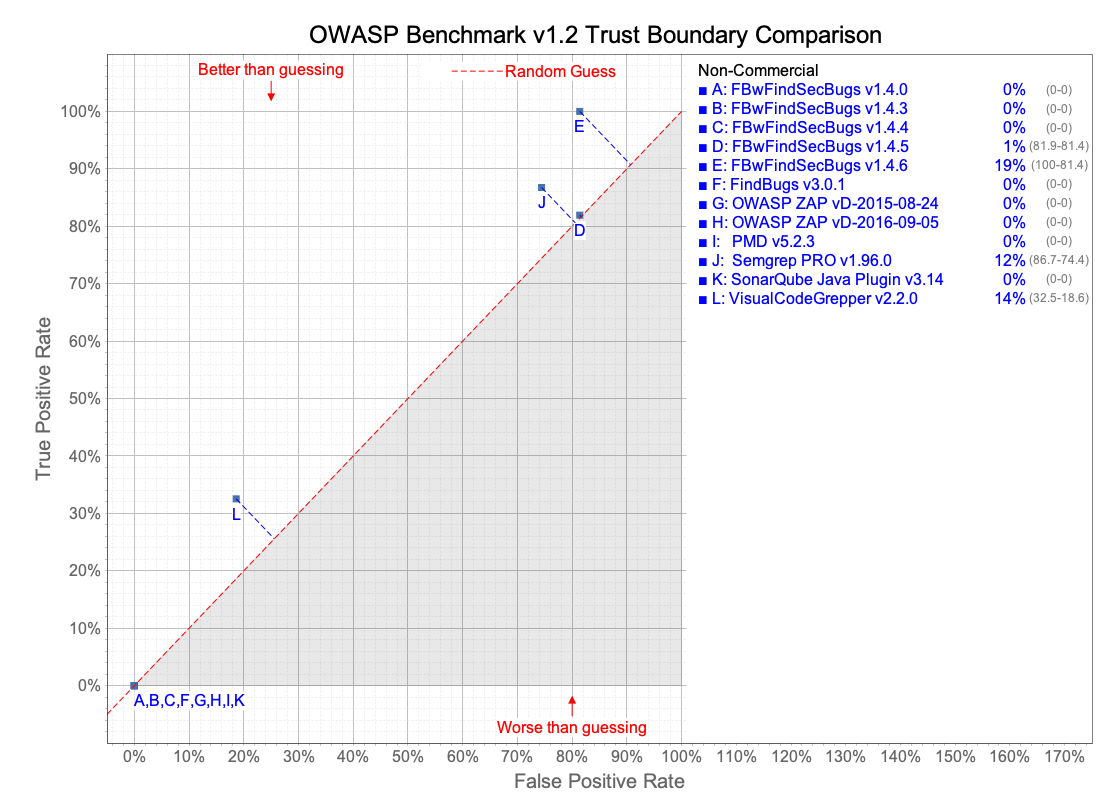 OWASP Benchmark v1.2 Trust Boundary Comparison
Better than guessing
Random Guess
Non-Commercial
A: FBwFindSecBugs v1.4.0 0% (0-0)
B: FBwFindSecBugs v1.4.3 0% (0-0)
C: FBwFindSecBugs v1.4.4 0% (0-0)
D: FBwFindSecBugs v1.4.5 1% (81.9-81.4)
E: FBwFindSecBugs v1.4.6 19% (100-81.4)
F: FindBugs v3.0.1 0% (0-0)
G: OWASP ZAP vD-2015-08-24 0% (0-0)
H: OWASP ZAP vD-2016-09-05 0% (0-0)
I: PMD v5.2.3 0% (0-0)
J: Semgrep PRO v1.96.0 12% (86.7-74.4)
K: SonarQube Java Plugin v3.14 0% (0-0)
L: VisualCodeGrepper v2.2.0 14% (32.5-18.6)
True Positive Rate
100%
90%
80%
70%
60%
50%
40%
30%
20%
10%
0%
E
J
D
L
A,B,C,F,G,H,I,K
Worse than guessing
0% 10% 20% 30% 40% 50% 60% 70% 80% 90% 100% 110% 120% 130% 140% 150% 160% 170%
False Positive Rate